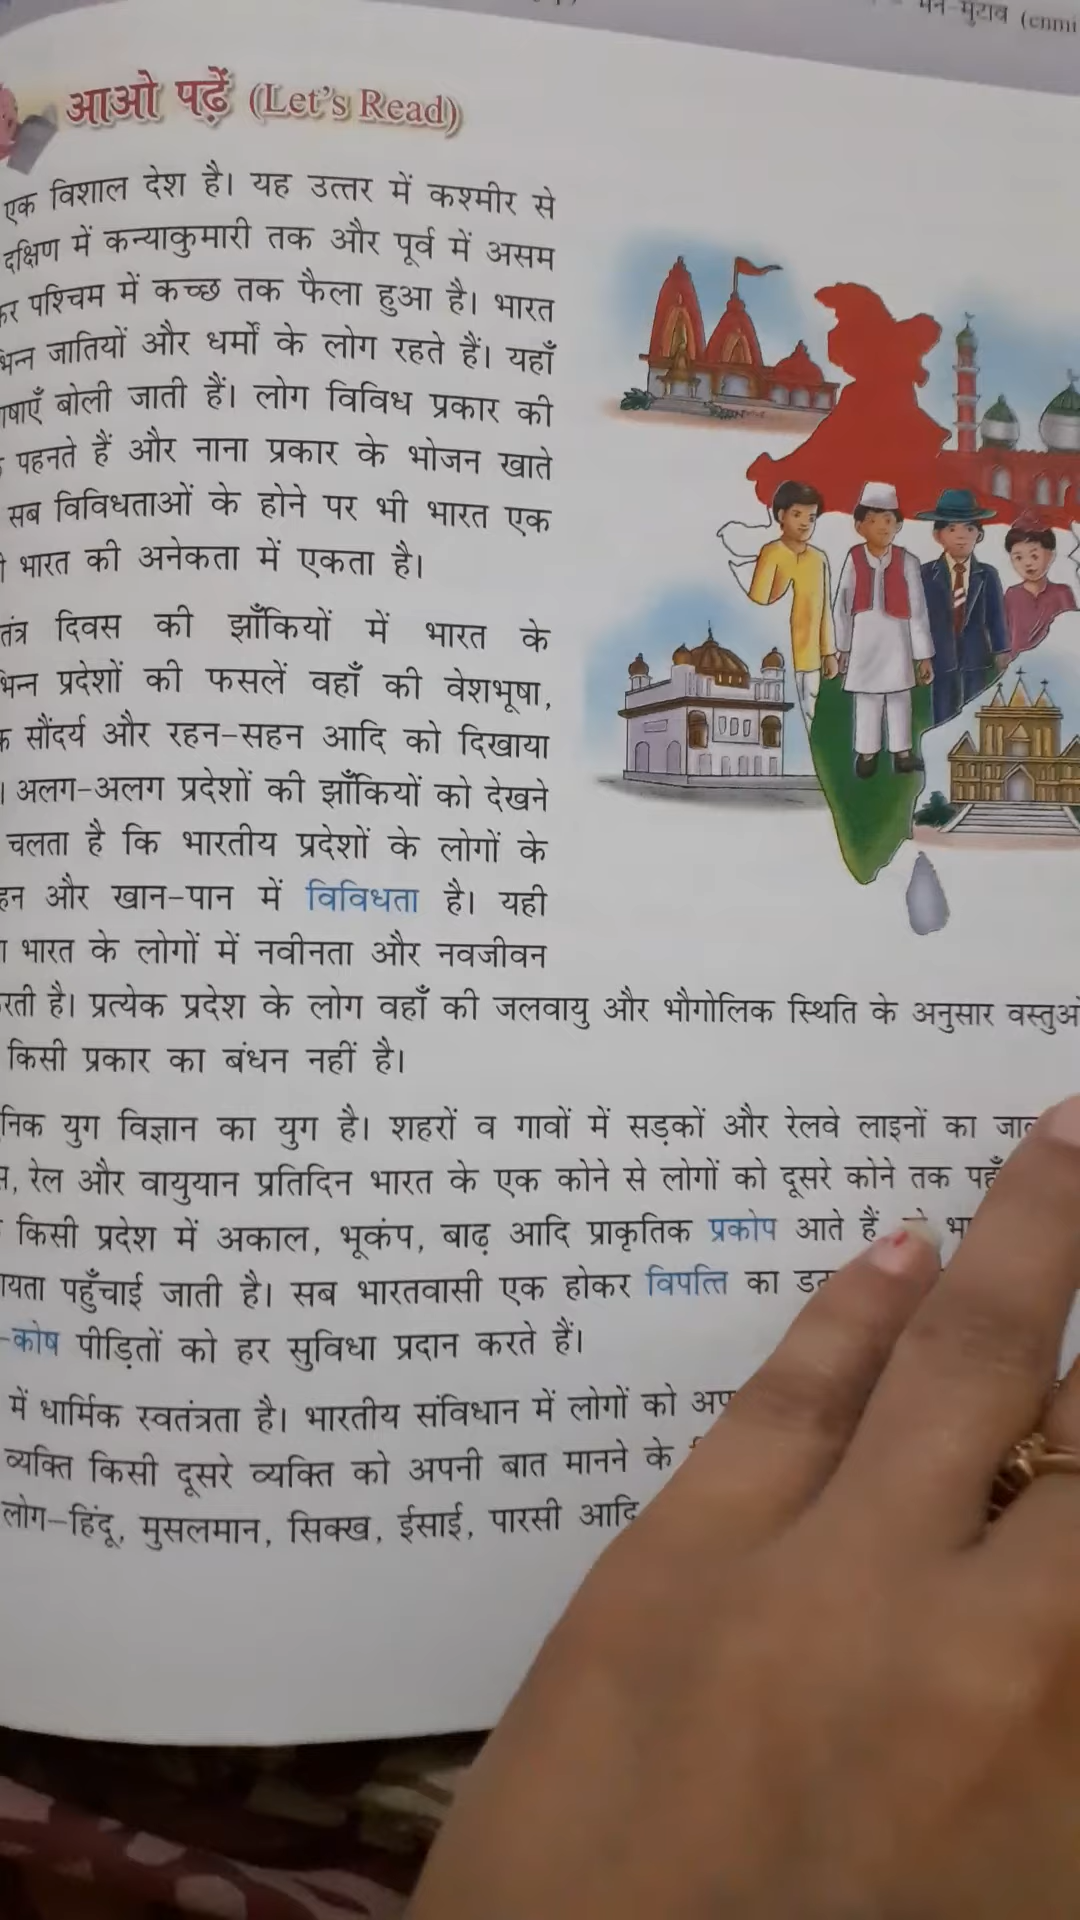 मन-मुटाव
आओ पढ़ें (Let's Read)
एक विशाल देश है। यह उत्तर में कश्मीर से
दक्षिण में कन्याकुमारी तक और पूर्व में असम
पश्चिम में कच्छ तक फैला हुआ है। भारत
जातियों और धर्मों के लोग रहते हैं। यहाँ
बोली जाती हैं। लोग विविध प्रकार की
पहनते हैं और नाना प्रकार के भोजन खाते
सब विविधताओं के होने पर भी भारत एक
भारत की अनेकता में एकता है।
दिवस की झाँकियों में भारत के
प्रदेशों की फसलें वहाँ की वेशभूषा,
सौंदर्य और रहन-सहन आदि को दिखाया
। अलग-अलग प्रदेशों की झाँकियों को देखने
चलता है कि भारतीय प्रदेशों के लोगों के
और खान-पान में विविधता है। यही
भारत के लोगों में नवीनता और नवजीवन
है। प्रत्येक प्रदेश के लोग वहाँ की जलवायु और भौगोलिक स्थिति के अनुसार
किसी प्रकार का बंधन नहीं है।
युग विज्ञान का युग है। शहरों व गावों में सड़कों और रेलवे लाइनों का
रेल और वायुयान प्रतिदिन भारत के एक कोने से लोगों को दूसरे कोने तक
किसी प्रदेश में अकाल, भूकंप, बाढ़ आदि प्राकृतिक प्रकोप आते हैं
पहुँचाई जाती है। सब भारतवासी एक होकर विपत्ति का
-कोष पीड़ितों को हर सुविधा प्रदान करते हैं।
में धार्मिक स्वतंत्रता है। भारतीय संविधान में लोगों को
व्यक्ति किसी दूसरे व्यक्ति को अपनी बात मानने के
लोग-हिंदू, मुसलमान, सिक्ख, ईसाई, पारसी आदि